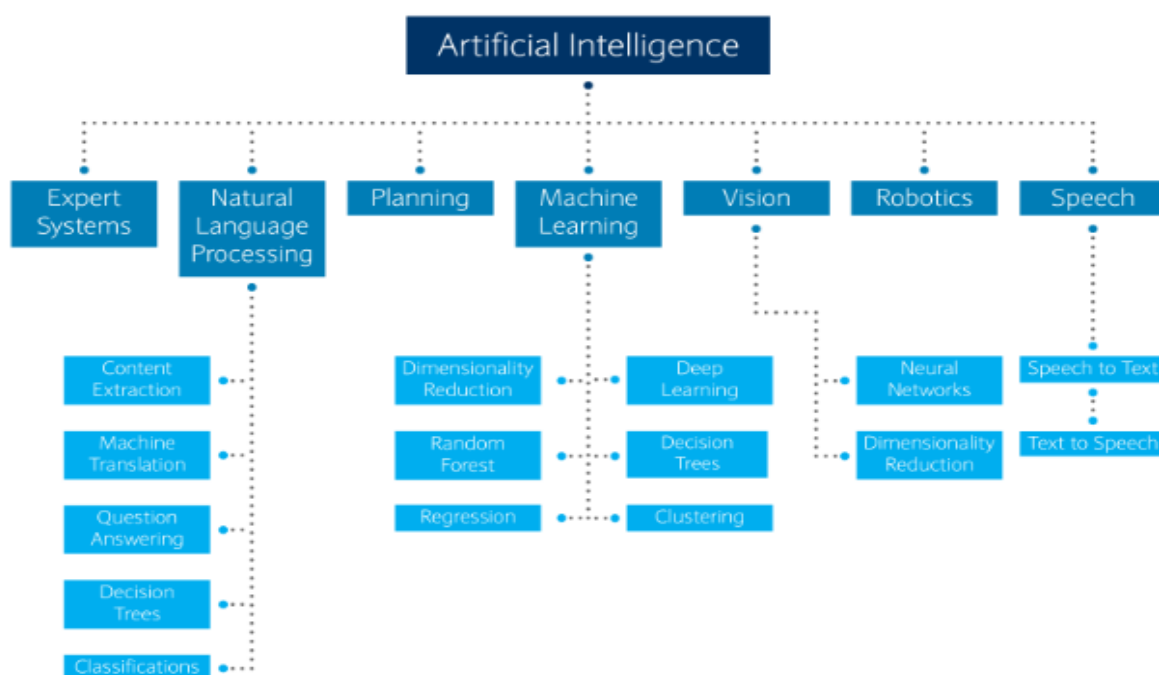 Artificial Intelligence
Expert
Systems
Natural
Language
Processing
Planning
Machine
Learning
Vision
Robotics
Speech
Content
Extraction
Machine
Translation
Question
Answering
Decision
Trees
Classifications
Dimensionality
Reduction
Random
Forest
Regression
Deep
Learning
Decision
Trees
Clustering
Neural
Networks
Dimensionality
Reduction
Speech to Text
Text to Speech